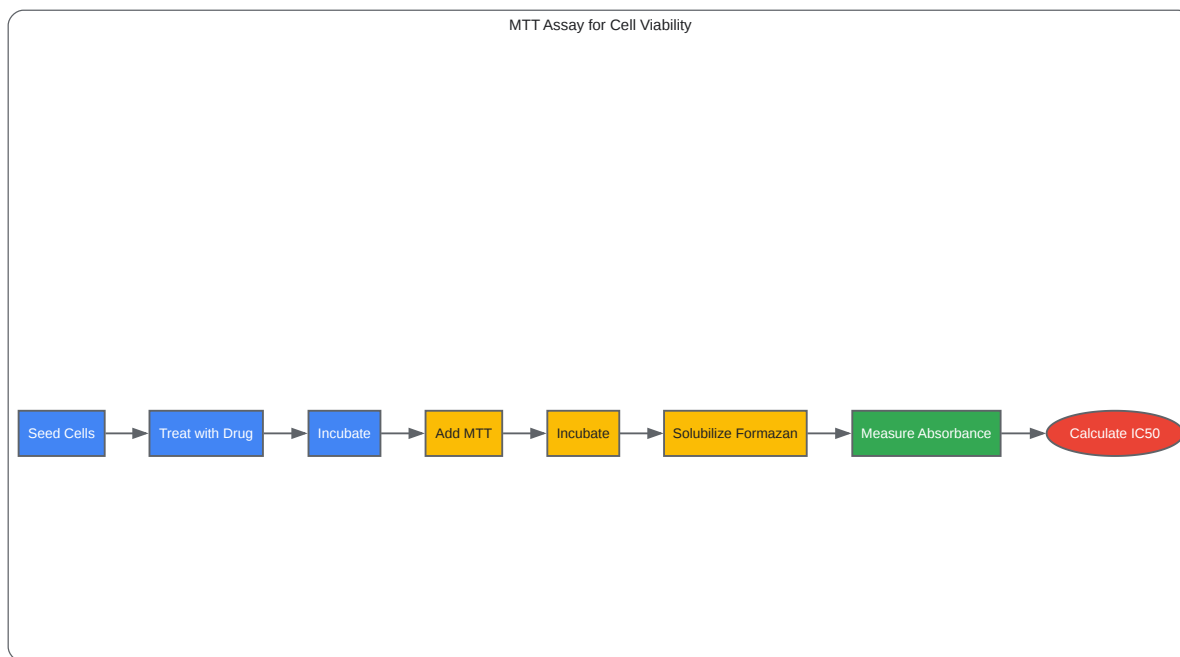 MTT Assay for Cell Viability
Seed Cells
Treat with Drug
Incubate
Add MTT
Incubate
Solubilize Formazan
Measure Absorbance
Calculate IC50